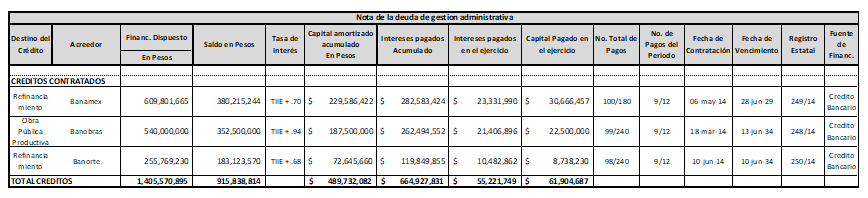 Nota de la deuda de gestion administrativa
Destino del Crédito Acreedor Financ. Dispuesto En Pesos Saldo en Pesos Tasa de Interés Capital amortizado acumulado En Pesos Intereses pagados Acumulado Intereses pagados en el ejercicio Capital Pagado en el ejercicio No. Total de Pagos No. de Pagos del Periodo Fecha de Contratación Fecha de Vencimiento Registro Estatal Fuente de Financ.
CREDITOS CONTRATADOS
Refinancia miento Banamex 609,801,665 380,215,244 TIIE + .70 $ 229,586,422 $ 282,583,424 $ 23,331,990 $ 30,666,457 100/180 9/12 06-may-14 28-jun-29 249/14 Credito Bancario
Obra Pública Productiva Banobras 540,000,000 352,500,000 TIIE + .94 $ 187,500,000 $ 262,494,552 $ 21,406,896 $ 22,500,000 99/240 9/12 18-mar-14 13-jun-34 248/14 Credito Bancario
Refinancia miento Banorte 255,769,230 183,123,570 TIIE + .68 $ 72,645,660 $ 119,849,855 $ 10,482,862 $ 8,738,230 98/240 9/12 10-jun-14 10-jun-34 250/14 Credito Bancario
TOTAL CREDITOS 1,405,570,895 915,838,814 $ 489,732,082 $ 664,927,831 $ 55,221,749 $ 61,904,687